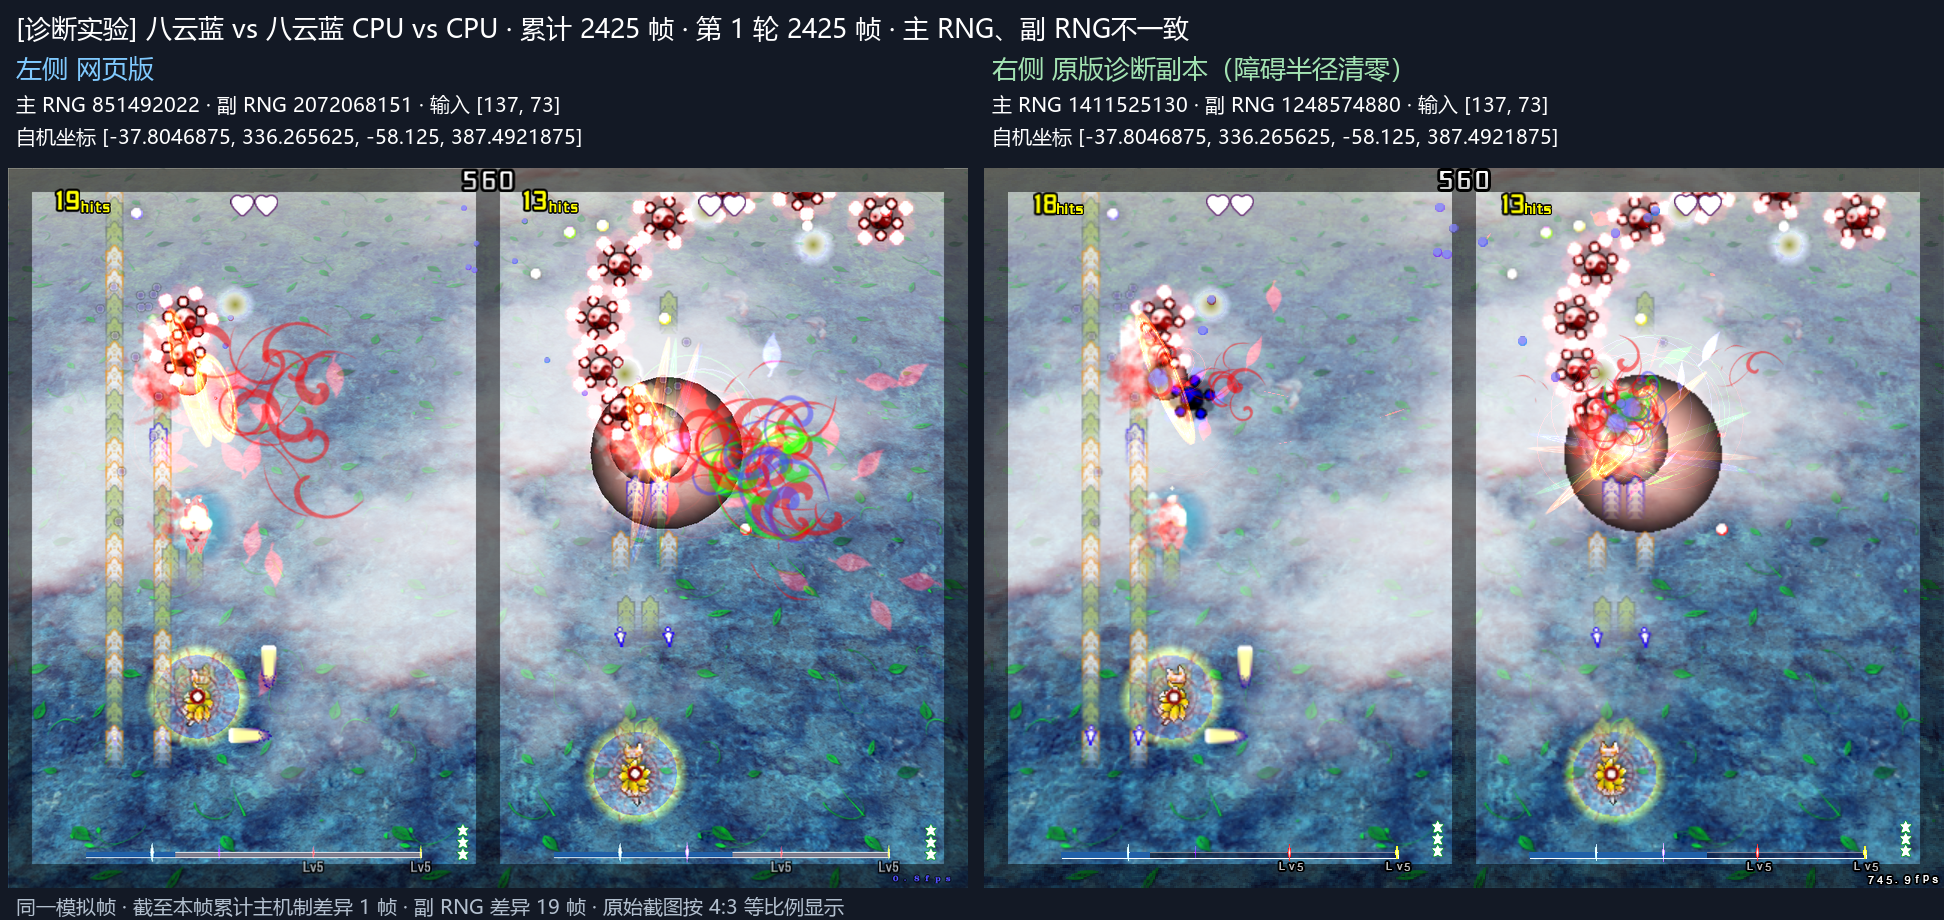 [诊断实验] 八云蓝 vs 八云蓝 CPU vs CPU · 累计 2425 帧 · 第 1 轮 2425 帧 · 主 RNG、副 RNG不一致
左侧 网页版
主 RNG 851492022 · 副 RNG 2072068151 · 输入 [137, 73]
自机坐标 [-37.8046875, 336.265625, -58.125, 387.4921875]
右侧 原版诊断副本（障碍半径清零）
主 RNG 1411525130 · 副 RNG 1248574880 · 输入 [137, 73]
自机坐标 [-37.8046875, 336.265625, -58.125, 387.4921875]
560
19hits
13hits
Lv5
Lv5
Lv5
Lv5
0.8fps
560
18hits
13hits
Lv5
Lv5
Lv5
Lv5
745.9fps
同一模拟帧 · 截至本帧累计主机制差异 1 帧 · 副 RNG 差异 19 帧 · 原始截图按 4:3 等比例显示